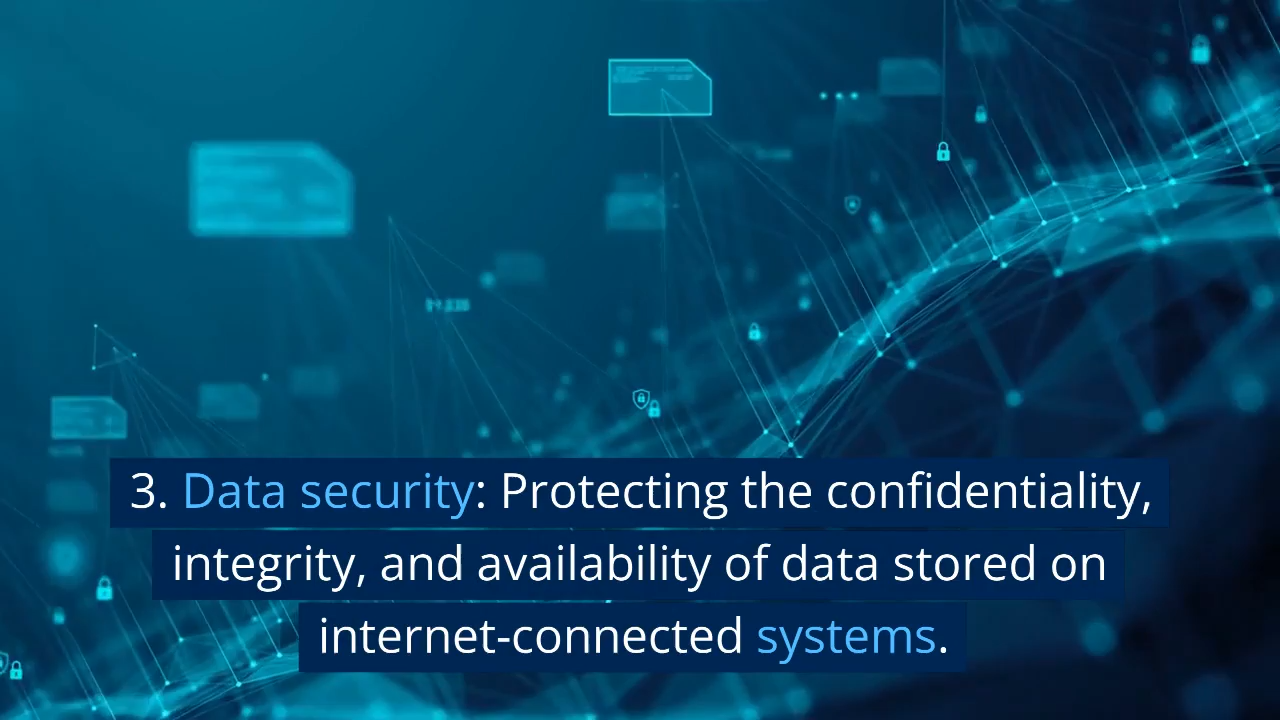 3. Data security: Protecting the confidentiality,
integrity, and availability of data stored on
internet-connected systems.